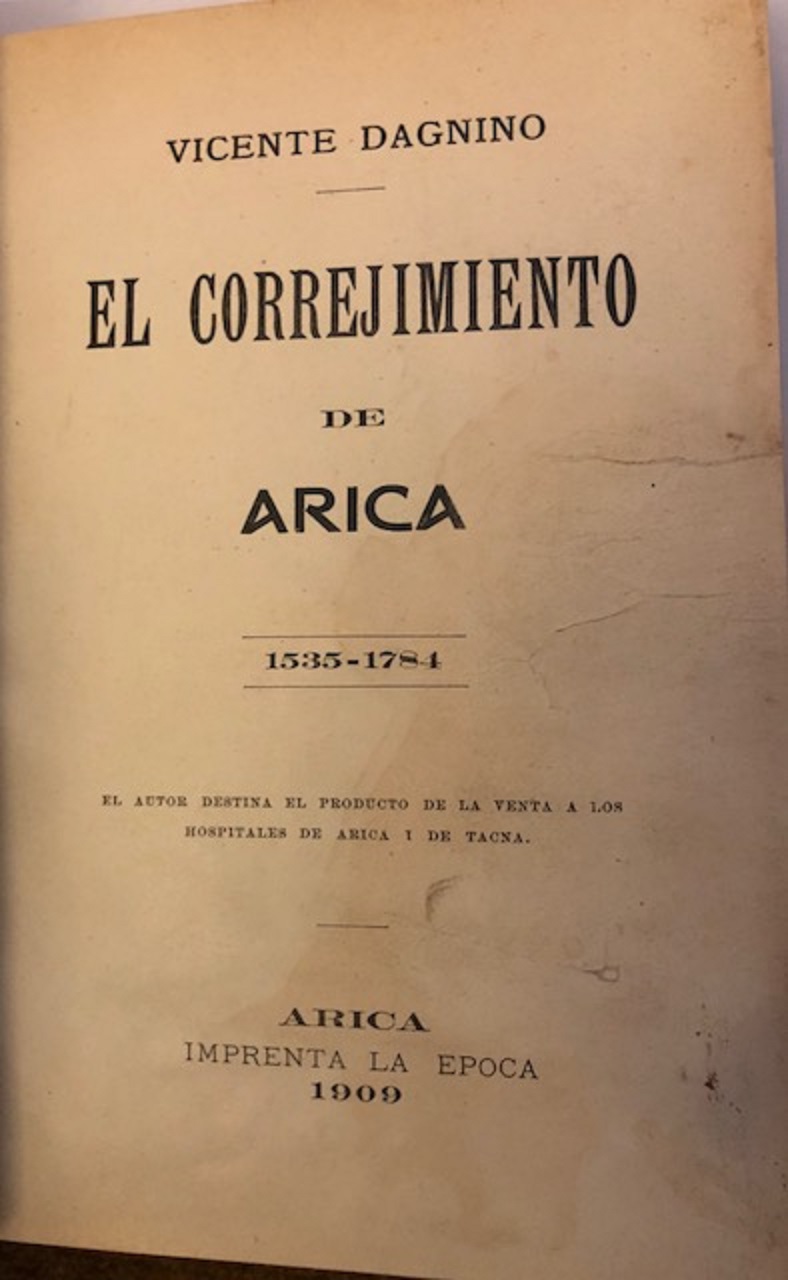 VICENTE DAGNINO
EL CORREJIMIENTO
DE
ARICA
1535-1784
EL AUTOR DESTINA EL PRODUCTO DE LA VENTA A LOS
HOSPITALES DE ARICA I DE TACNA.
ARICA
IMPRENTA LA EPOCA
1909